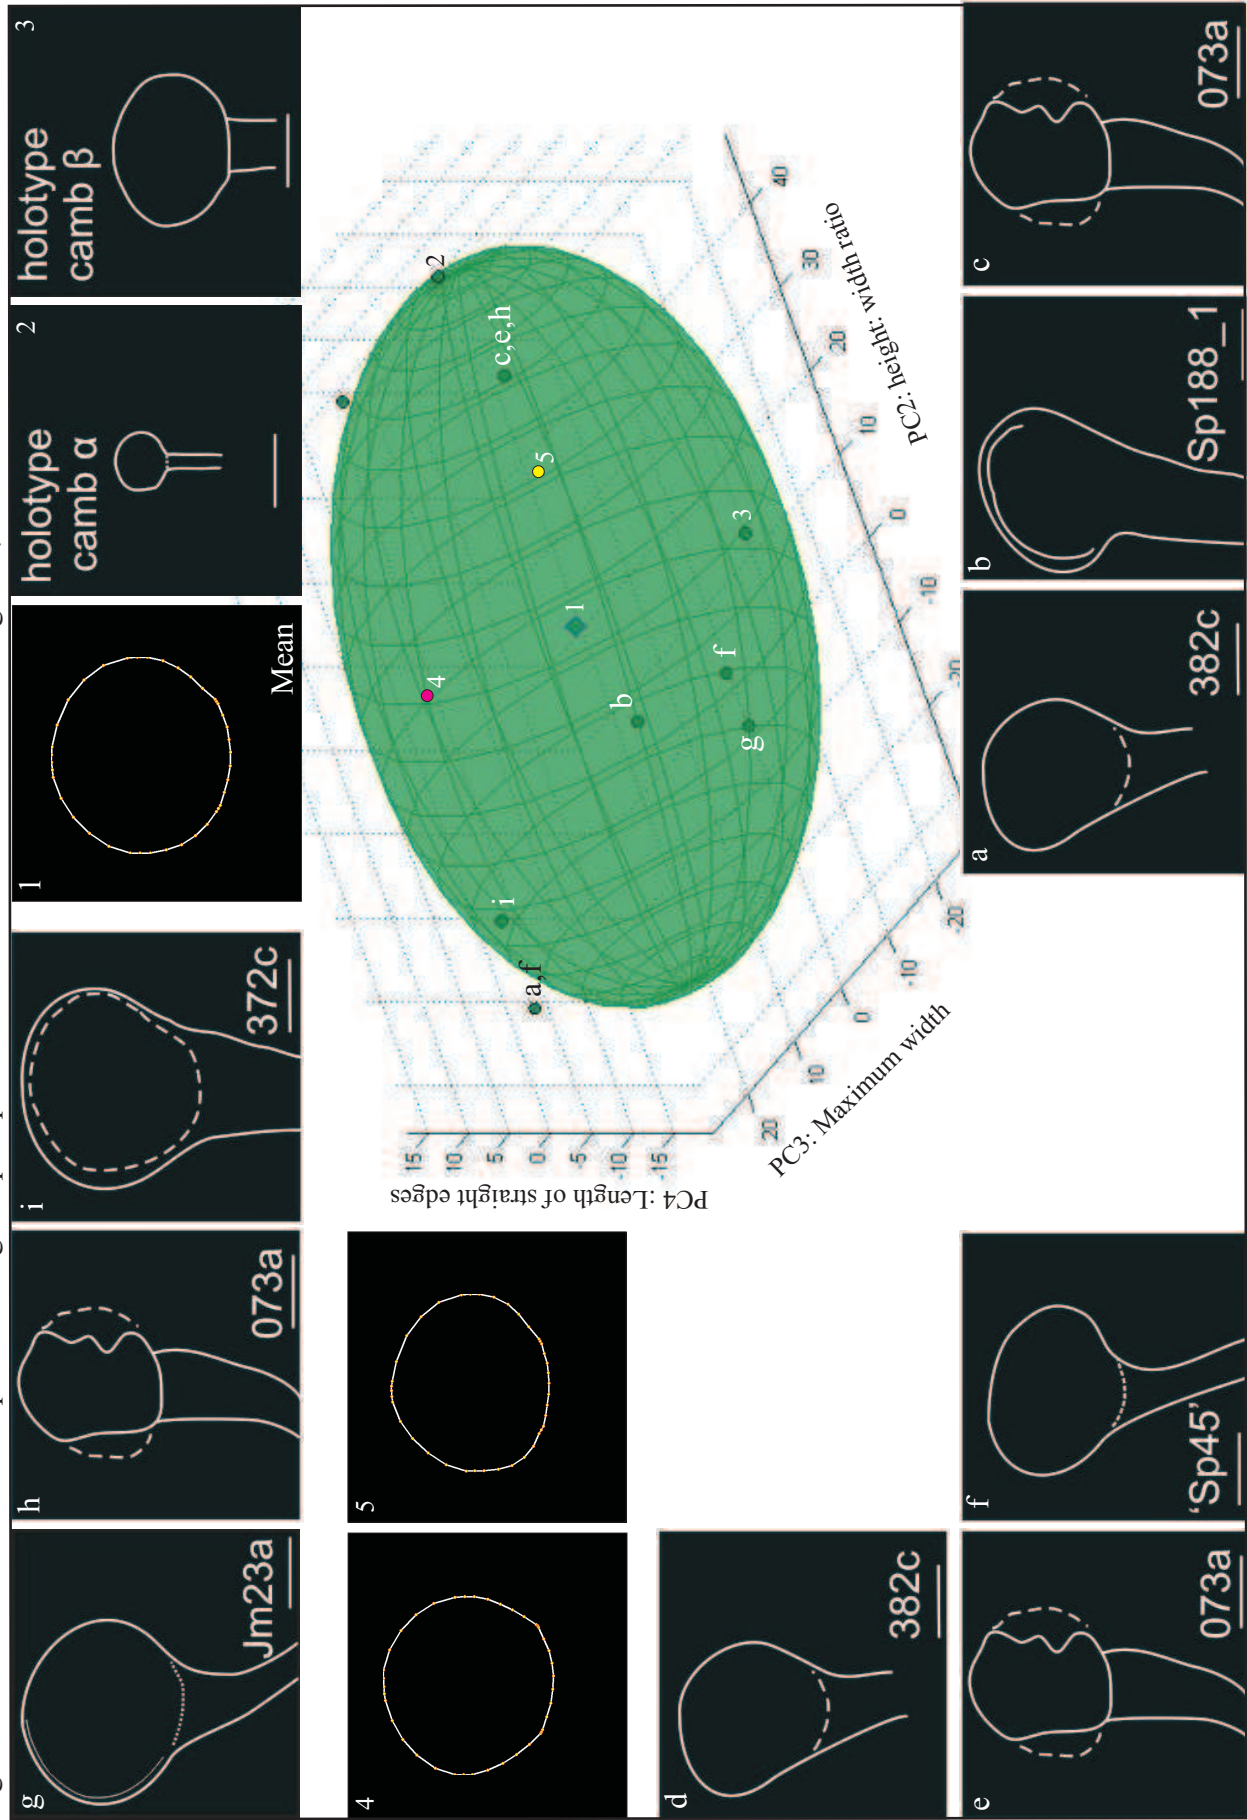 g
Jm23a
h
073a
i
372c
1
Mean
holotype
camb α
2
holotype
camb β
3
4
5
PC4 : Length of straight edges
15
10
5
0
-5
-10
-15
PC3: Maximum width
20
10
0
-10
-20
PC2: height: width ratio
-20
-10
0
10
20
30
40
a,f
i
4
b
g
f
1
5
3
c,e,h
2
d
382c
e
073a
f
‘Sp45’
a
382c
b
Sp188_1
c
073a